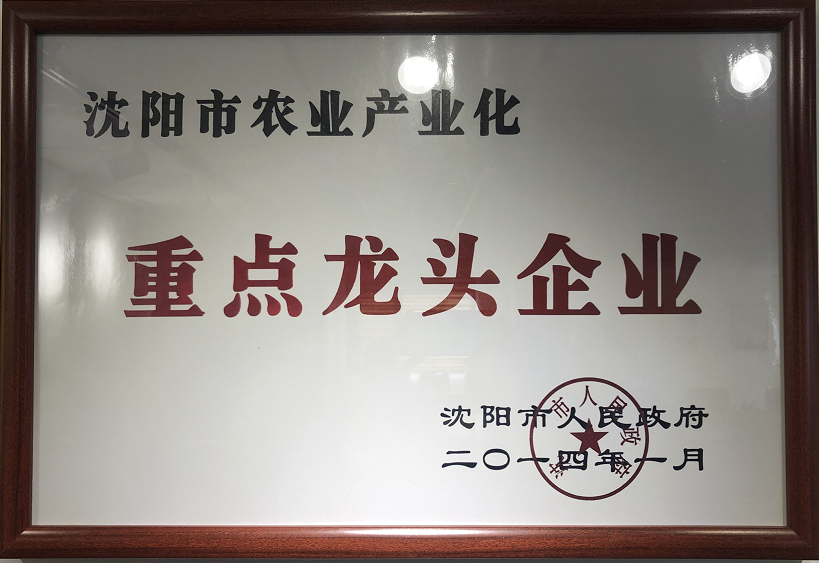 沈阳市农业产业化
重点龙头企业
沈阳市人民政府
二〇一四年一月